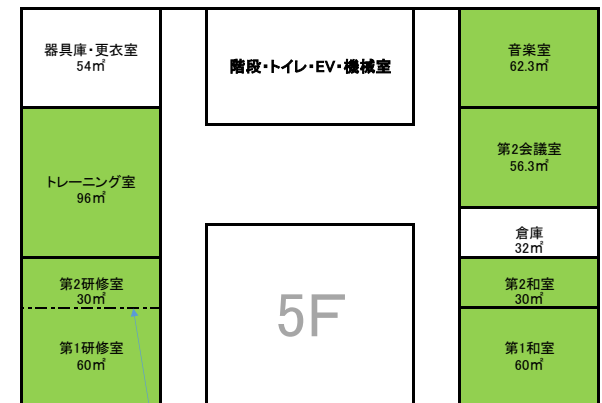 器具庫・更衣室
54㎡
階段・トイレ・EV・機械室
音楽室
62.3㎡
トレーニング室
96㎡
第2会議室
56.3㎡
倉庫
32㎡
第2研修室
30㎡
5F
第2和室
30㎡
第1研修室
60㎡
第1和室
60㎡